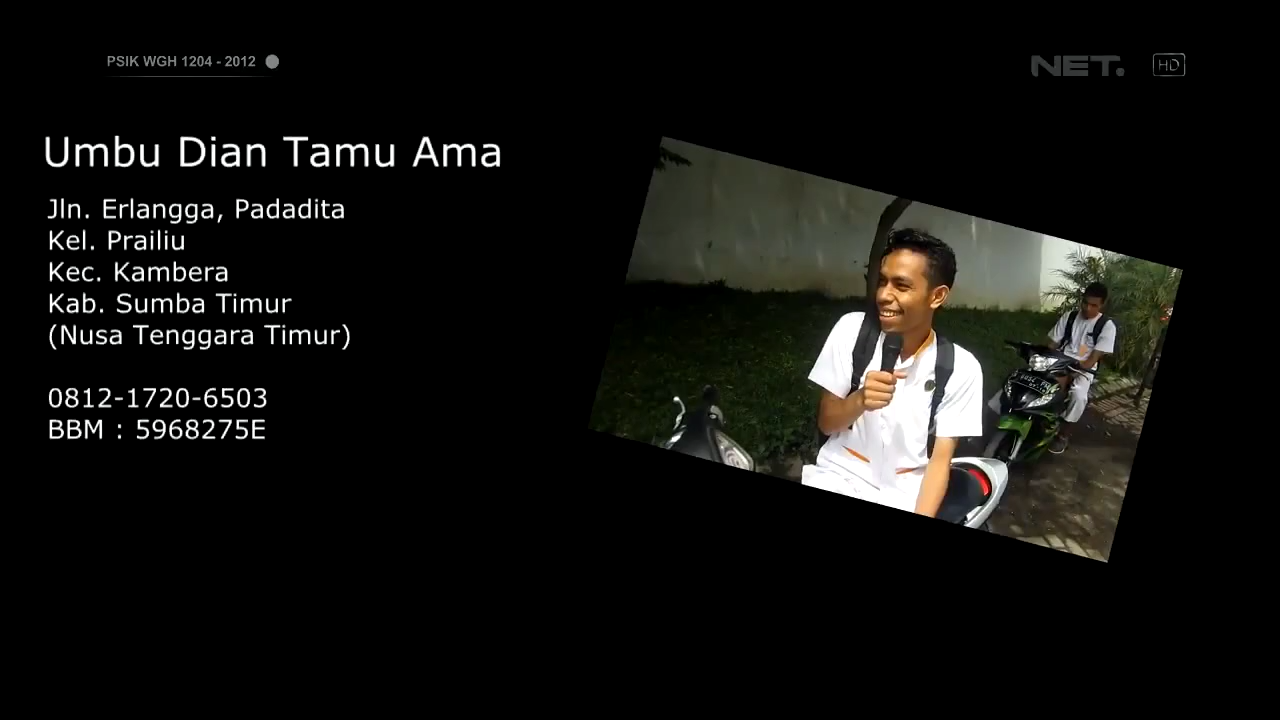 PSIK WGH 1204 - 2012
NET.
HD
Umbu Dian Tamu Ama
Jln. Erlangga, Padadita
Kel. Prailiu
Kec. Kambera
Kab. Sumba Timur
(Nusa Tenggara Timur)
0812-1720-6503
BBM : 5968275E